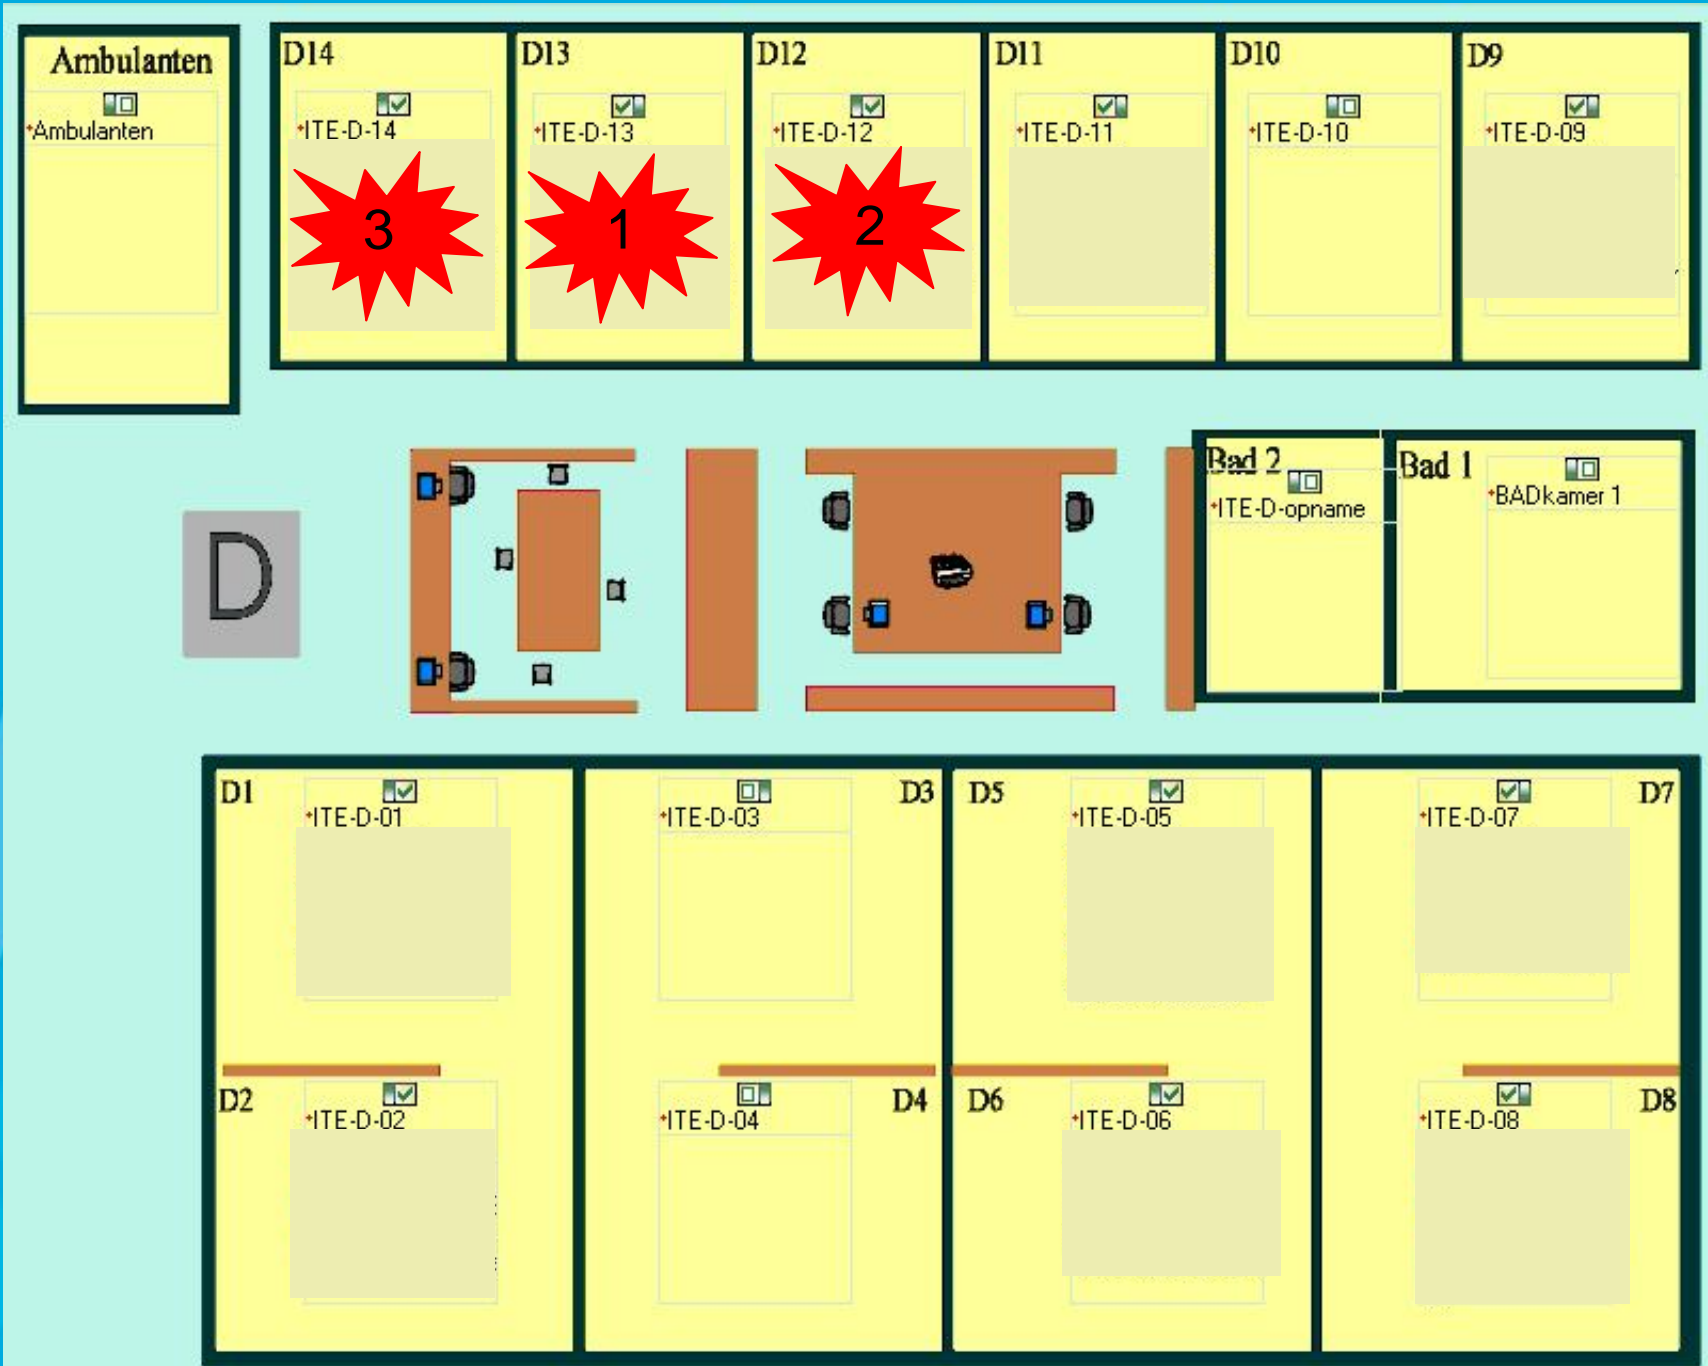 Ambulanten
*Ambulanten
D14
*ITE-D-14
3
D13
*ITE-D-13
1
D12
*ITE-D-12
2
D11
*ITE-D-11
D10
*ITE-D-10
D9
*ITE-D-09
D
Bad 2
*ITE-D-opname
Bad 1
*BADkamer 1
D1
*ITE-D-01
D3
*ITE-D-03
D5
*ITE-D-05
D7
*ITE-D-07
D2
*ITE-D-02
D4
*ITE-D-04
D6
*ITE-D-06
D8
*ITE-D-08